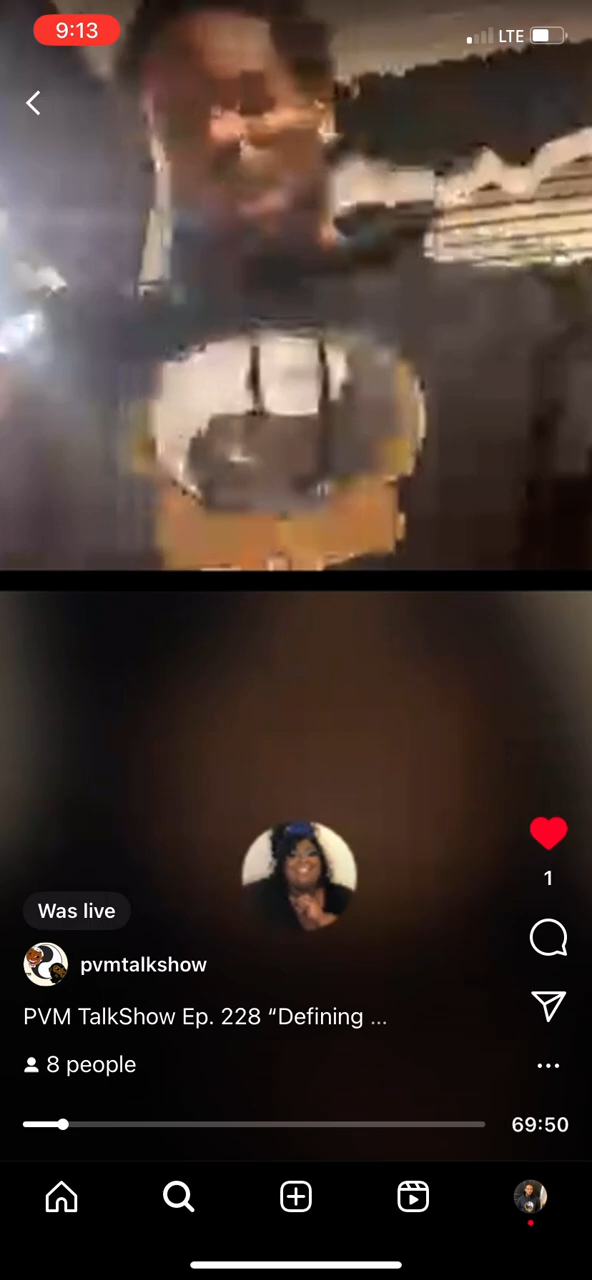 9:13
LTE
Was live
pvmtalkshow
PVM TalkShow Ep. 228 “Defining ...
8 people
1
69:50